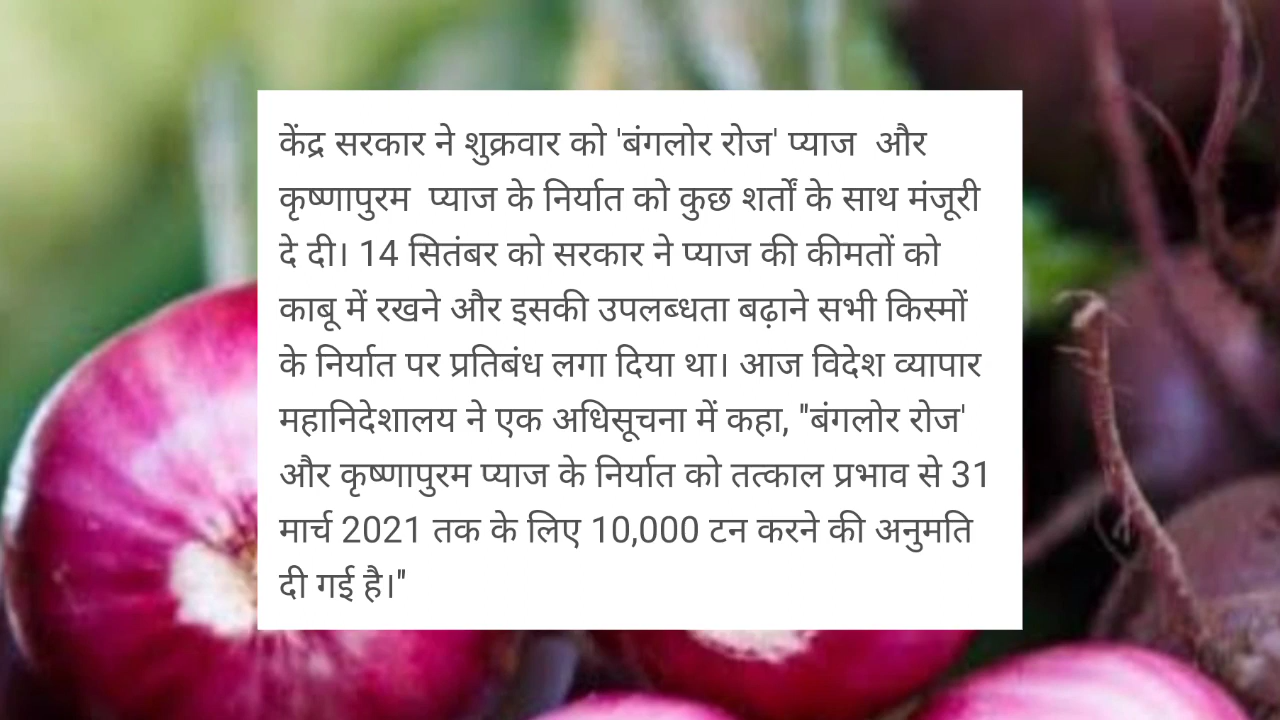 केंद्र सरकार ने शुक्रवार को 'बंगलोर रोज' प्याज  और
कृष्णापुरम  प्याज के निर्यात को कुछ शर्तों के साथ मंजूरी
दे दी। 14 सितंबर को सरकार ने प्याज की कीमतों को
काबू में रखने और इसकी उपलब्धता बढ़ाने सभी किस्मों
के निर्यात पर प्रतिबंध लगा दिया था। आज विदेश व्यापार
महानिदेशालय ने एक अधिसूचना में कहा, "बंगलोर रोज'
और कृष्णापुरम प्याज के निर्यात को तत्काल प्रभाव से 31
मार्च 2021 तक के लिए 10,000 टन करने की अनुमति
दी गई है।"